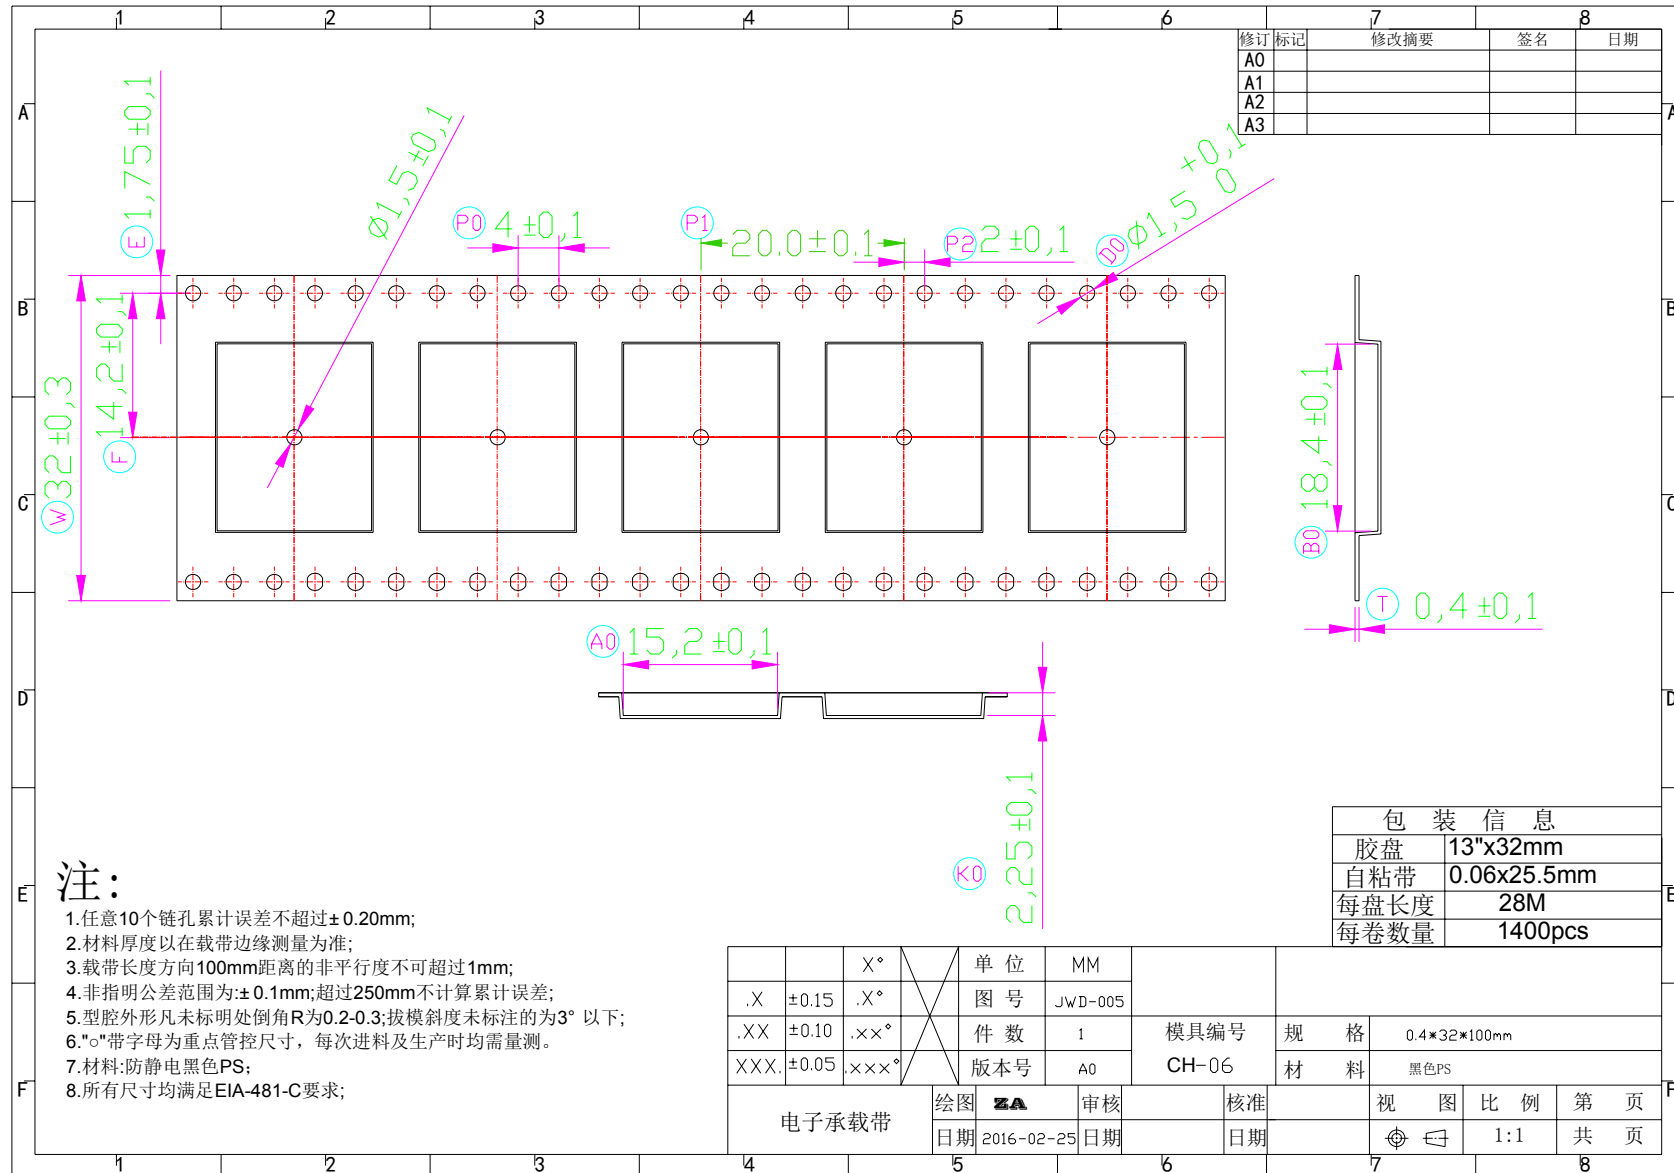 1 2 3 4 5 6 7 8
修订 标记 修改摘要 签名 日期
A0
A1
A2
A3
A A
B B
C C
D D
E E
F F
E 1,75±0,1
Ø1,5±0,1
P0 4±0,1
P1 20.0±0.1
P2 2±0,1
D0 Ø1,5 +0,1 0
W 32±0,3
F 14,2±0,1
B0 18,4±0,1
T 0,4±0,1
A0 15,2±0,1
K0 2,25±0,1
包 装 信 息
胶盘 13"x32mm
自粘带 0.06x25.5mm
每盘长度 28M
每卷数量 1400pcs
注:
1.任意10个链孔累计误差不超过±0.20mm;
2.材料厚度以在载带边缘测量为准;
3.载带长度方向100mm距离的非平行度不可超过1mm;
4.非指明公差范围为:±0.1mm;超过250mm不计算累计误差;
5.型腔外形凡未标明处倒角R为0.2-0.3;拔模斜度未标注的为3° 以下;
6."○"带字母为重点管控尺寸，每次进料及生产时均需量测。
7.材料:防静电黑色PS;
8.所有尺寸均满足EIA-481-C要求;
X° 单 位 MM
.X ±0.15 .X° 图 号 JWD-005
.XX ±0.10 .××° 件 数 1 模具编号 规 格 0.4*32*100mm
XXX. ±0.05 .×××° 版本号 A0 CH-06 材 料 黑色PS
电子承载带 绘图 ZA 审核 核准 视 图 比 例 第 页
日期 2016-02-25 日期 日期 1:1 共 页
1 2 3 4 5 6 7 8